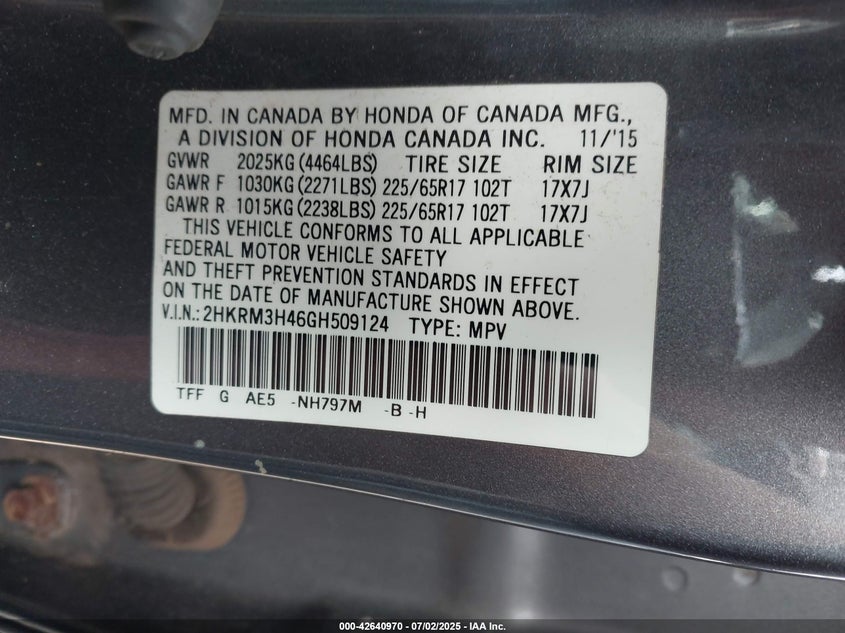 MFD. IN CANADA BY HONDA OF CANADA MFG.,
A DIVISION OF HONDA CANADA INC. 11/'15
GVWR 2025KG (4464LBS) TIRE SIZE RIM SIZE
GAWR F 1030KG (2271LBS) 225/65R17 102T 17X7J
GAWR R 1015KG (2238LBS) 225/65R17 102T 17X7J
THIS VEHICLE CONFORMS TO ALL APPLICABLE
FEDERAL MOTOR VEHICLE SAFETY
AND THEFT PREVENTION STANDARDS IN EFFECT
ON THE DATE OF MANUFACTURE SHOWN ABOVE.
V.I.N.: 2HKRM3H46GH509124 TYPE: MPV
TFF G AE5 -NH797M -B -H
000-42640970 - 07/02/2025 - IAA Inc.